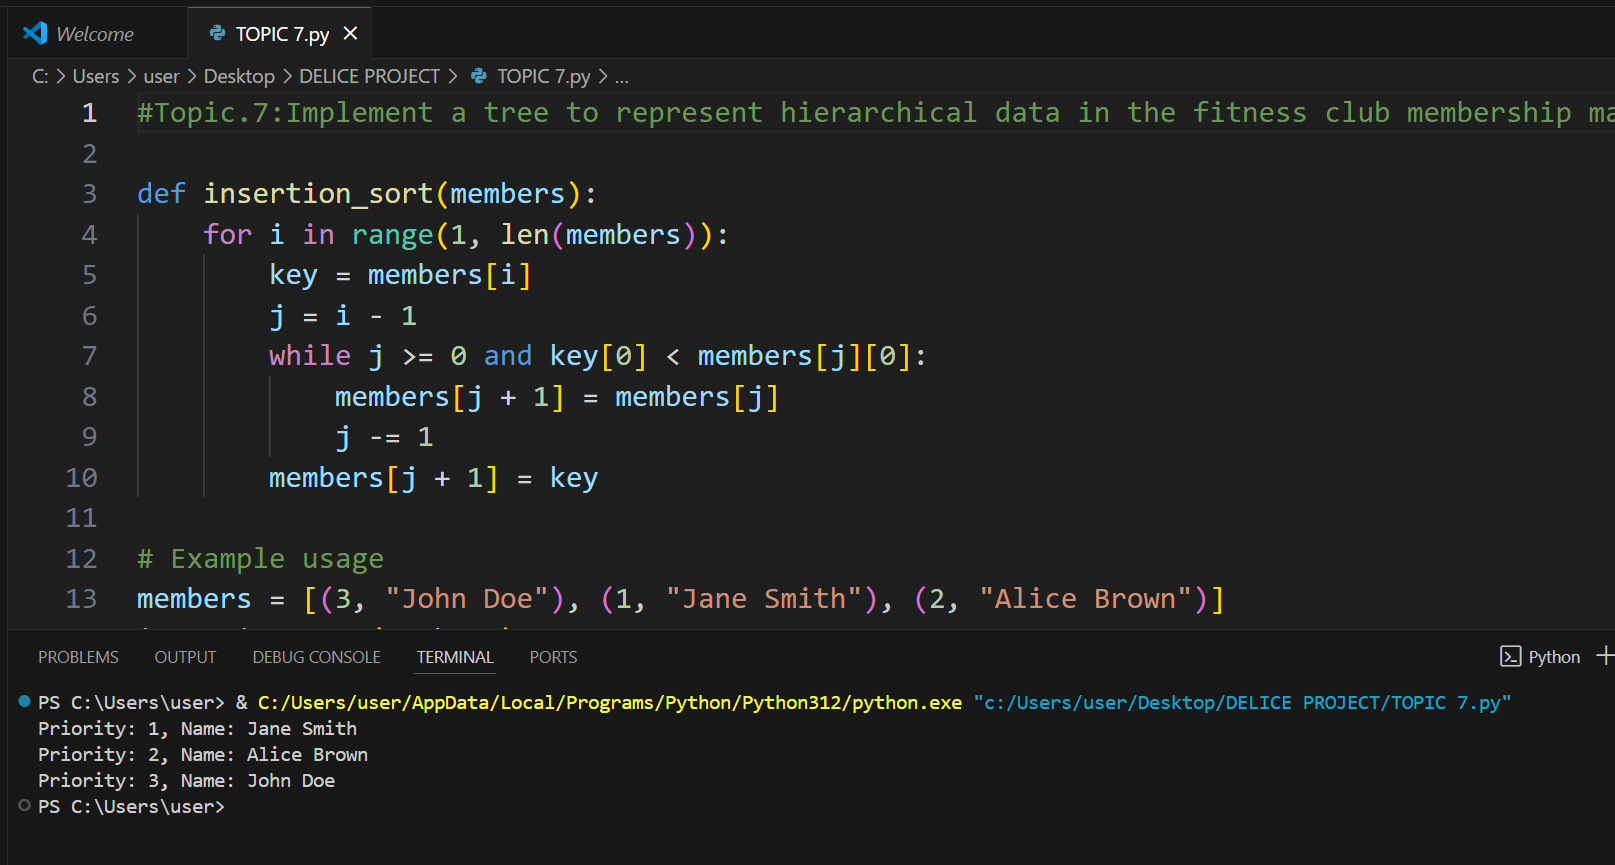 Welcome TOPIC 7.py
C: > Users > user > Desktop > DELICE PROJECT > TOPIC 7.py > ...
1 #Topic.7:Implement a tree to represent hierarchical data in the fitness club membership ma
2
3 def insertion_sort(members):
4     for i in range(1, len(members)):
5         key = members[i]
6         j = i - 1
7         while j >= 0 and key[0] < members[j][0]:
8             members[j + 1] = members[j]
9             j -= 1
10         members[j + 1] = key
11
12 # Example usage
13 members = [(3, "John Doe"), (1, "Jane Smith"), (2, "Alice Brown")]
PROBLEMS OUTPUT DEBUG CONSOLE TERMINAL PORTS Python
PS C:\Users\user> & C:/Users/user/AppData/Local/Programs/Python/Python312/python.exe "c:/Users/user/Desktop/DELICE PROJECT/TOPIC 7.py"
Priority: 1, Name: Jane Smith
Priority: 2, Name: Alice Brown
Priority: 3, Name: John Doe
PS C:\Users\user>